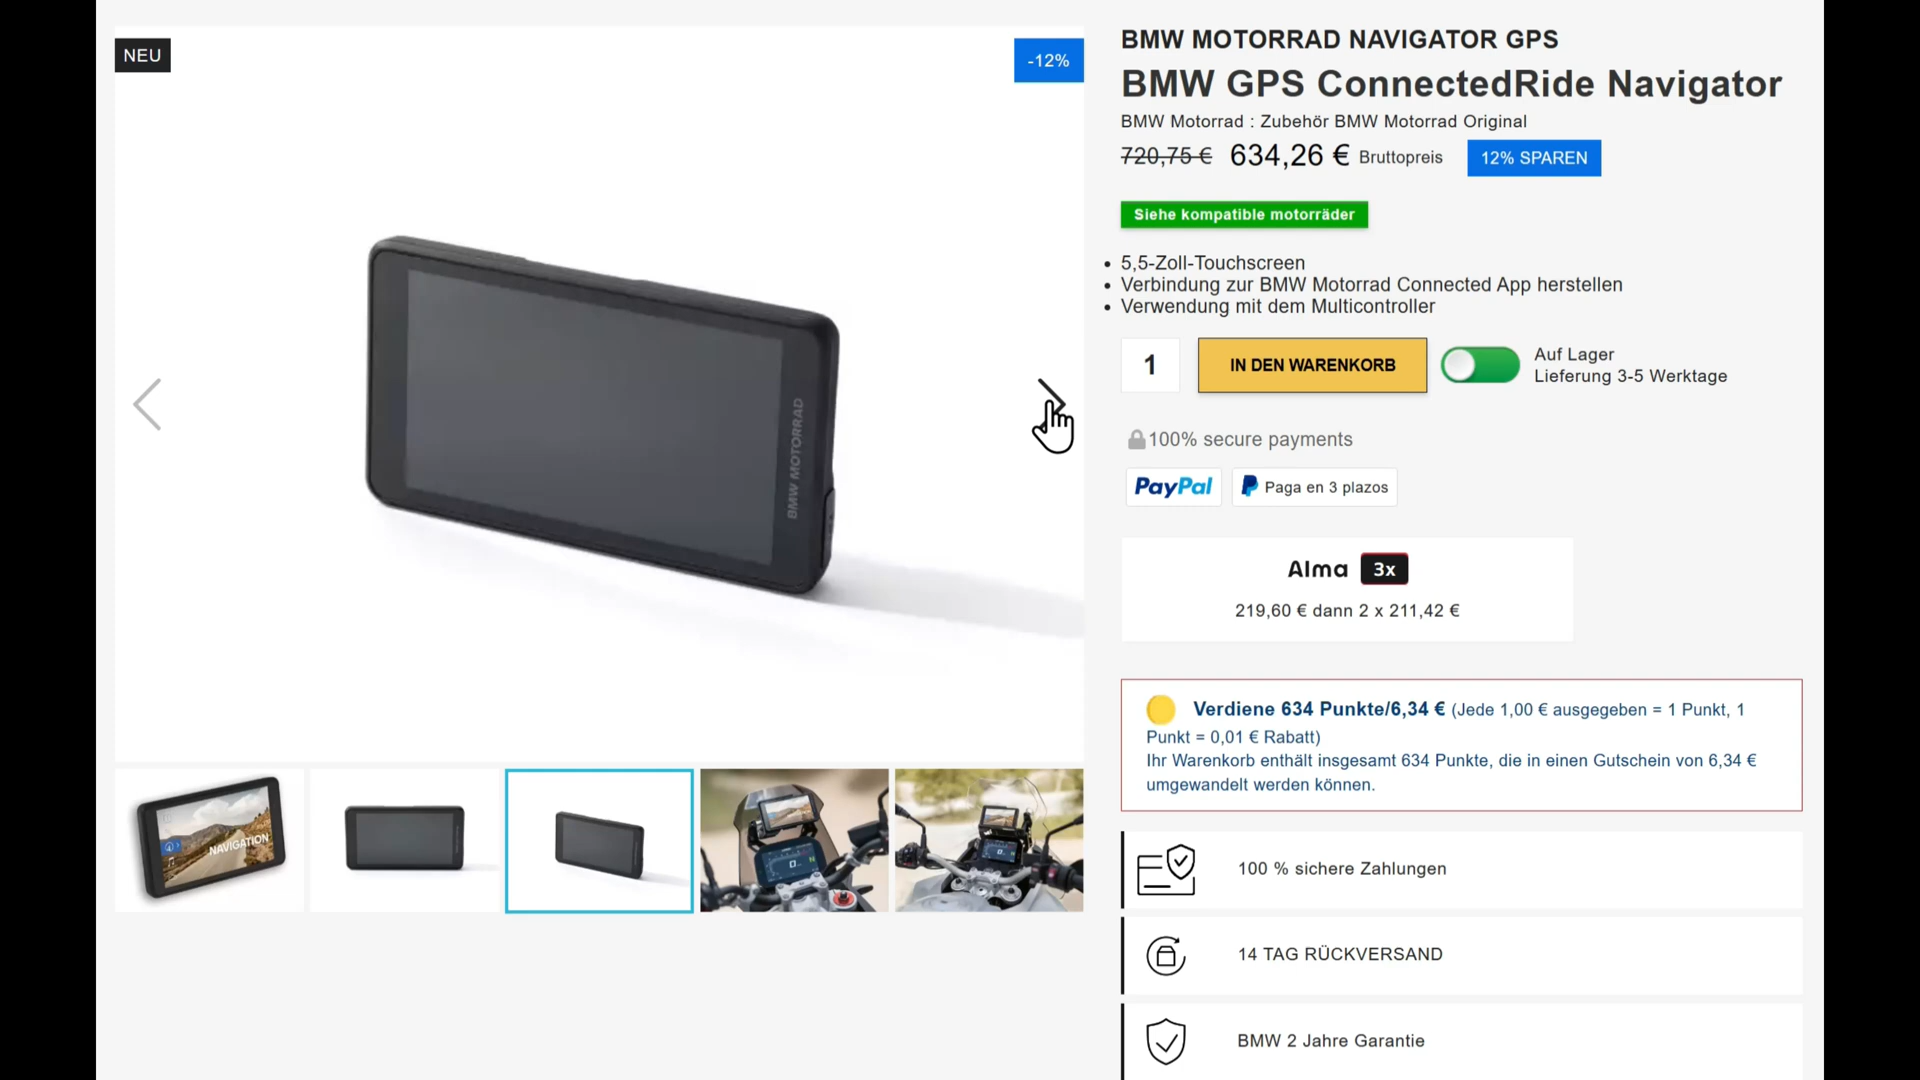 NEU
-12%
BMW MOTORRAD
NAVIGATION
BMW MOTORRAD NAVIGATOR GPS
BMW GPS ConnectedRide Navigator
BMW Motorrad : Zubehör BMW Motorrad Original
720,75 € 634,26 € Bruttopreis 12% SPAREN
Siehe kompatible motorräder
5,5-Zoll-Touchscreen
Verbindung zur BMW Motorrad Connected App herstellen
Verwendung mit dem Multicontroller
1 IN DEN WARENKORB
Auf Lager
Lieferung 3-5 Werktage
100% secure payments
PayPal Paga en 3 plazos
Alma 3x
219,60 € dann 2 x 211,42 €
Verdiene 634 Punkte/6,34 € (Jede 1,00 € ausgegeben = 1 Punkt, 1
Punkt = 0,01 € Rabatt)
Ihr Warenkorb enthält insgesamt 634 Punkte, die in einen Gutschein von 6,34 €
umgewandelt werden können.
100 % sichere Zahlungen
14 TAG RÜCKVERSAND
BMW 2 Jahre Garantie